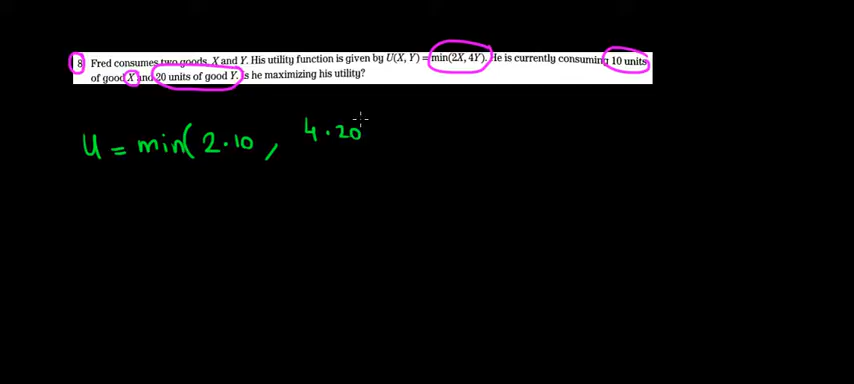 8 Fred consumes two goods, X and Y. His utility function is given by U(X, Y) = min(2X, 4Y). He is currently consuming 10 units
of good X and 20 units of good Y. Is he maximizing his utility?
U = min( 2·10 , 4·20